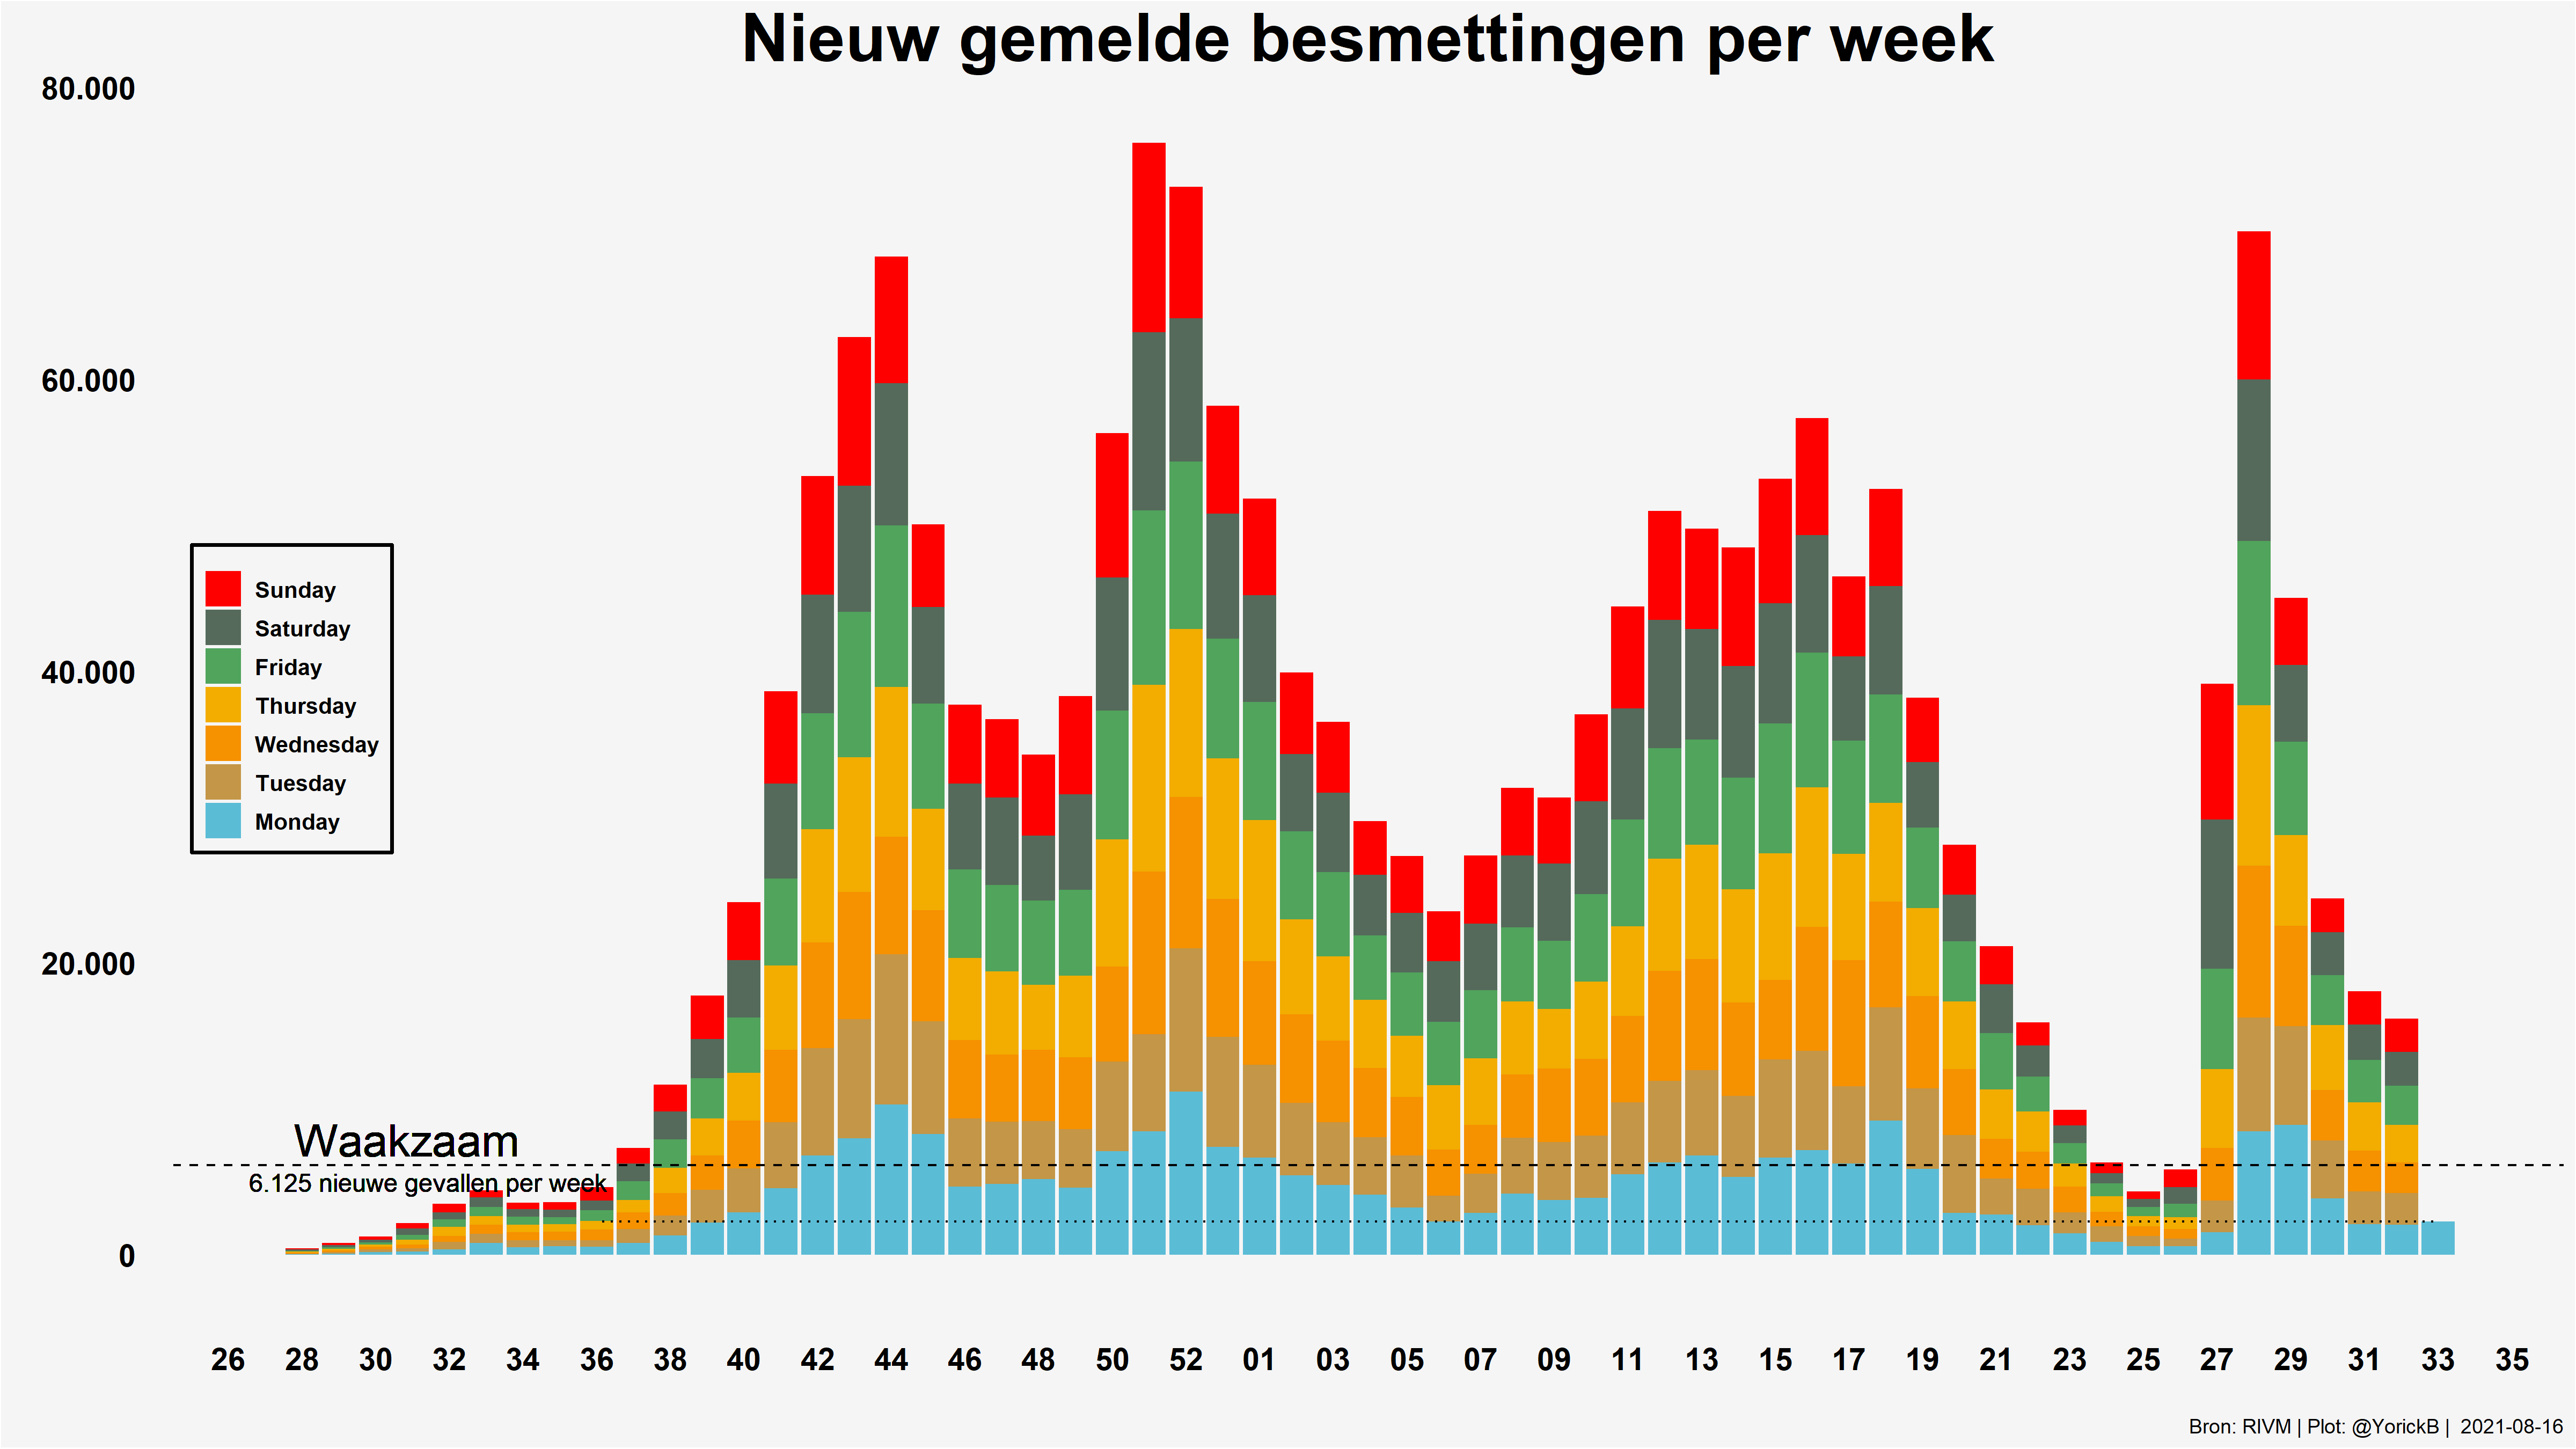 Nieuw gemelde besmettingen per week
80.000
60.000
40.000
20.000
0
Sunday
Saturday
Friday
Thursday
Wednesday
Tuesday
Monday
Waakzaam
6.125 nieuwe gevallen per week
26 28 30 32 34 36 38 40 42 44 46 48 50 52 01 03 05 07 09 11 13 15 17 19 21 23 25 27 29 31 33 35
Bron: RIVM | Plot: @YorickB | 2021-08-16